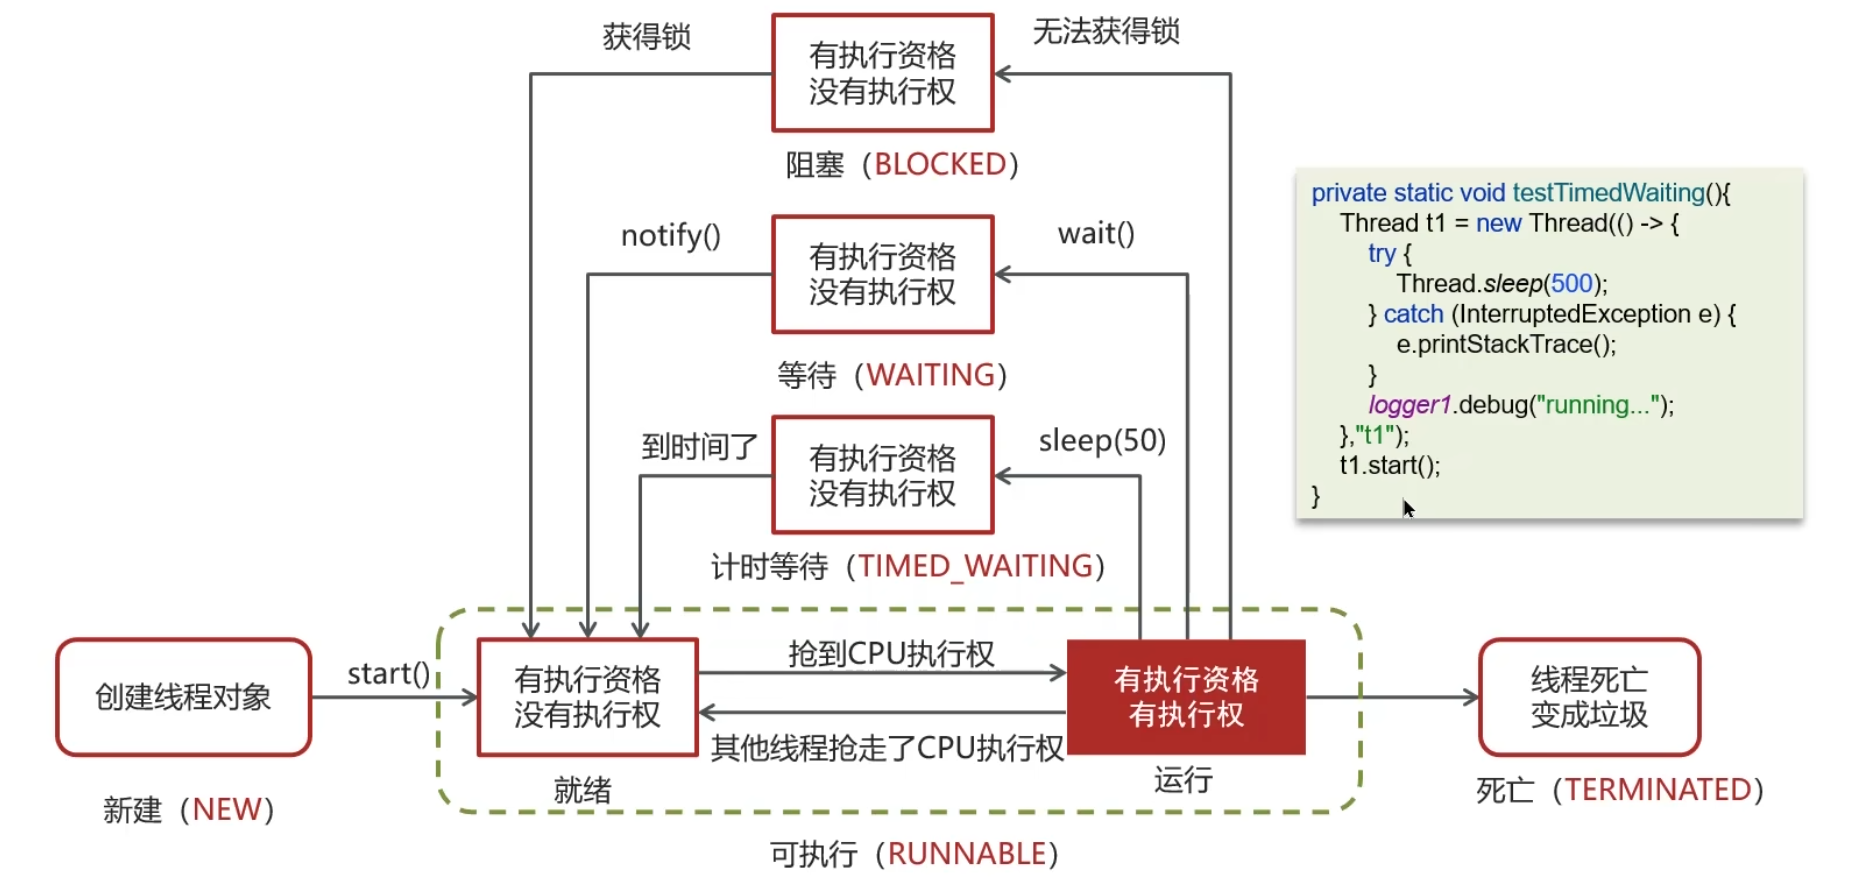 获得锁
有执行资格
没有执行权
无法获得锁
阻塞（BLOCKED）
notify()
有执行资格
没有执行权
wait()
等待（WAITING）
到时间了
有执行资格
没有执行权
sleep(50)
计时等待（TIMED_WAITING）
private static void testTimedWaiting(){
Thread t1 = new Thread(() -> {
try {
Thread.sleep(500);
} catch (InterruptedException e) {
e.printStackTrace();
}
logger1.debug("running...");
},"t1");
t1.start();
}
创建线程对象
新建（NEW）
start()
有执行资格
没有执行权
就绪
抢到CPU执行权
其他线程抢走了CPU执行权
有执行资格
有执行权
运行
可执行（RUNNABLE）
线程死亡
变成垃圾
死亡（TERMINATED）